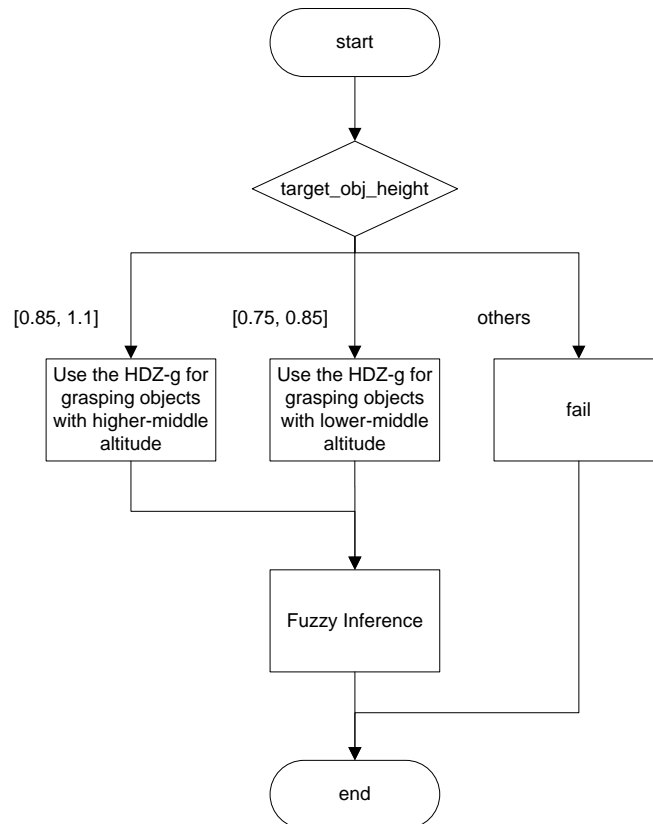 start
target_obj_height
[0.85, 1.1]
[0.75, 0.85]
others
Use the HDZ-g for
grasping objects
with higher-middle
altitude
Use the HDZ-g for
grasping objects
with lower-middle
altitude
fail
Fuzzy Inference
end